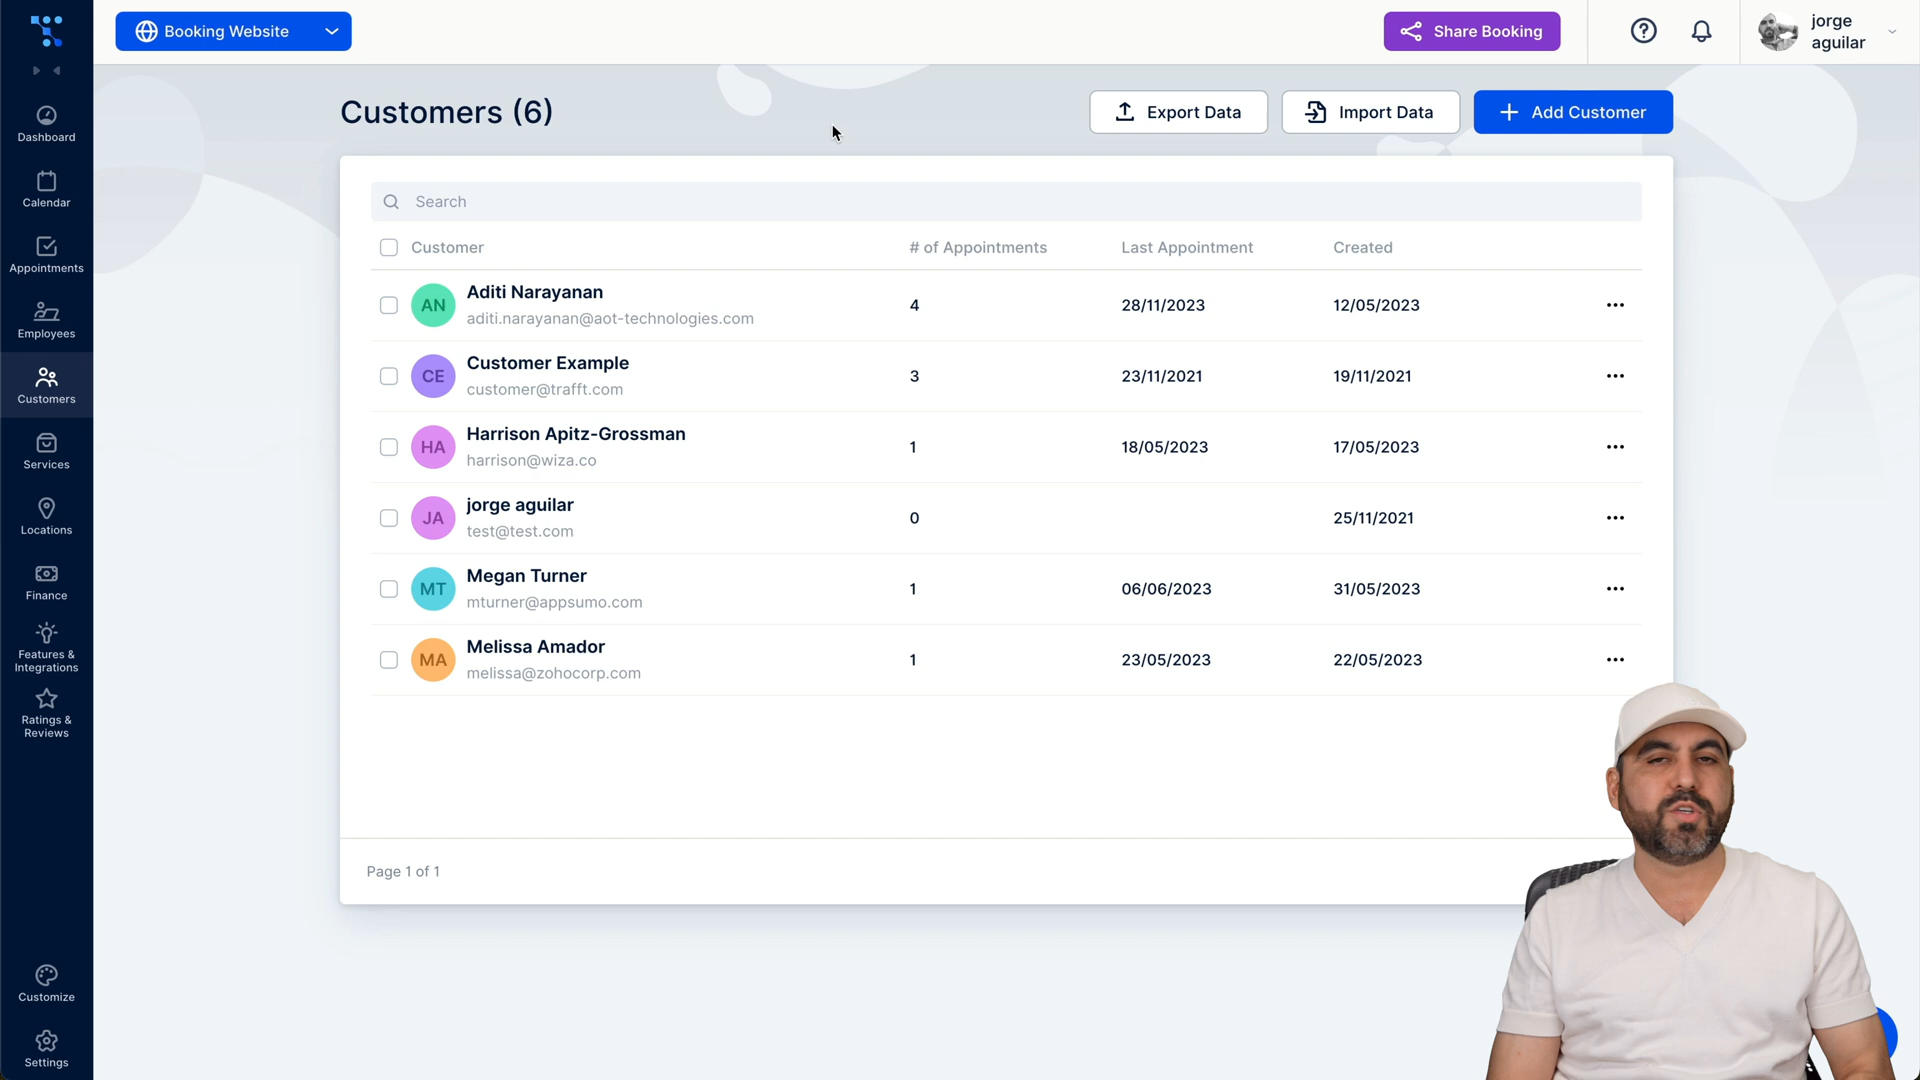 Booking Website
Share Booking
jorge
aguilar
Dashboard
Calendar
Appointments
Employees
Customers
Services
Locations
Finance
Features &
Integrations
Ratings &
Reviews
Customize
Settings
Customers (6)
Export Data
Import Data
Add Customer
Search
Customer # of Appointments Last Appointment Created
AN Aditi Narayanan 4 28/11/2023 12/05/2023
aditi.narayanan@aot-technologies.com
CE Customer Example 3 23/11/2021 19/11/2021
customer@trafft.com
HA Harrison Apitz-Grossman 1 18/05/2023 17/05/2023
harrison@wiza.co
JA jorge aguilar 0 25/11/2021
test@test.com
MT Megan Turner 1 06/06/2023 31/05/2023
mturner@appsumo.com
MA Melissa Amador 1 23/05/2023 22/05/2023
melissa@zohocorp.com
Page 1 of 1